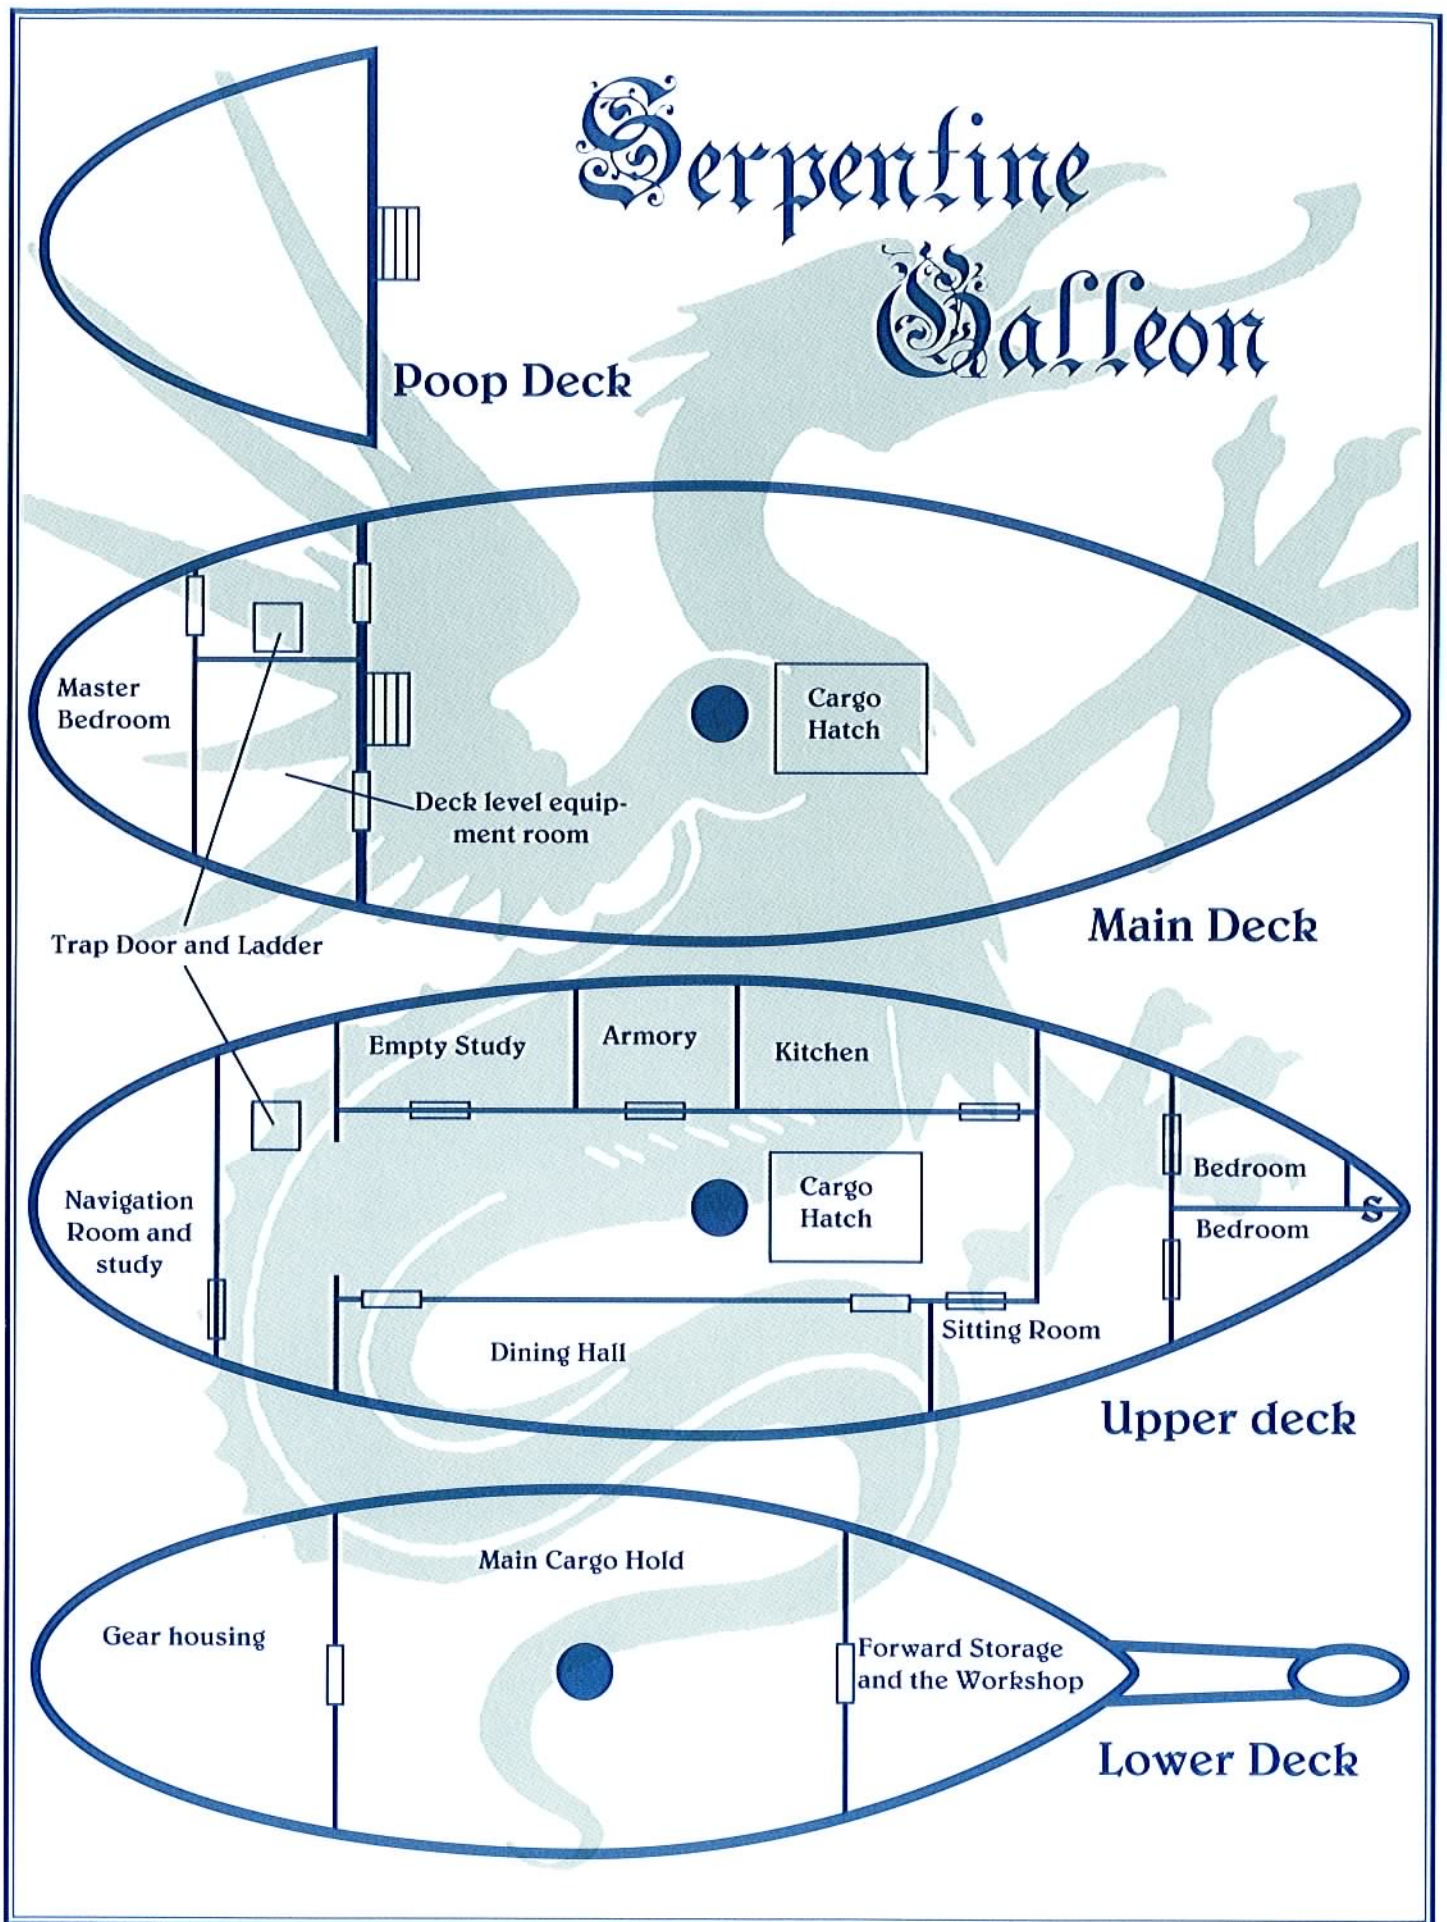 Serpentine
Galleon
Poop Deck
Master
Bedroom
Cargo
Hatch
Deck level equip-
ment room
Main Deck
Trap Door and Ladder
Empty Study
Armory
Kitchen
Navigation
Room and
study
Cargo
Hatch
Bedroom
S
Bedroom
Sitting Room
Dining Hall
Upper deck
Main Cargo Hold
Gear housing
Forward Storage
and the Workshop
Lower Deck